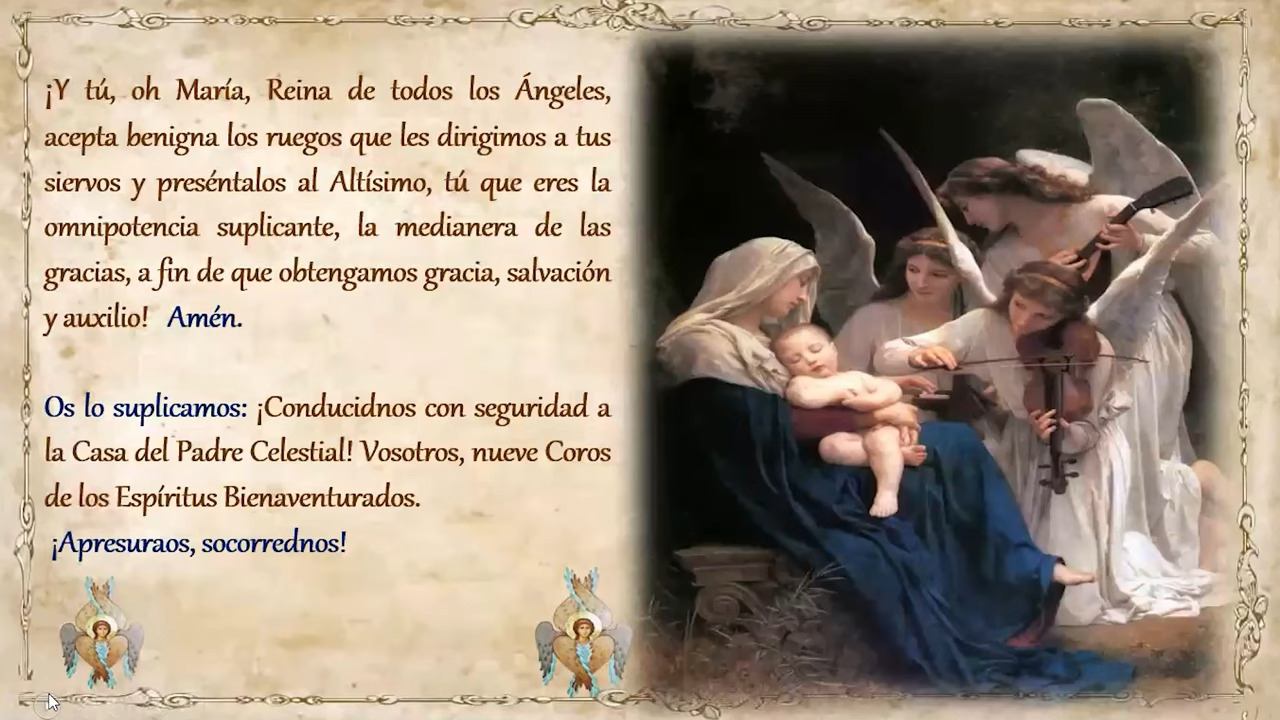 ¡Y tú, oh María, Reina de todos los Ángeles,
acepta benigna los ruegos que les dirigimos a tus
siervos y preséntalos al Altísimo, tú que eres la
omnipotencia suplicante, la medianera de las
gracias, a fin de que obtengamos gracia, salvación
y auxilio! Amén.
Os lo suplicamos: ¡Conducidnos con seguridad a
la Casa del Padre Celestial! Vosotros, nueve Coros
de los Espíritus Bienaventurados.
¡Apresuraos, socorrednos!